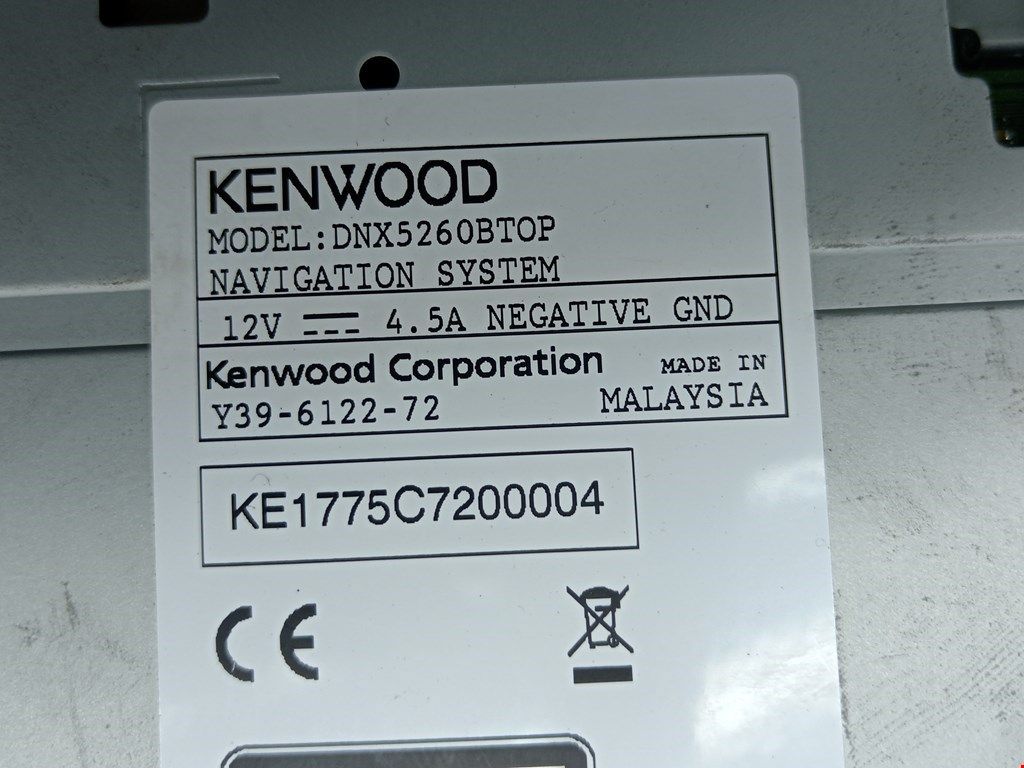 KENWOOD
MODEL:DNX5260BTOP
NAVIGATION SYSTEM
12V 4.5A NEGATIVE GND
Kenwood Corporation MADE IN
Y39-6122-72 MALAYSIA
KE1775C7200004
CE